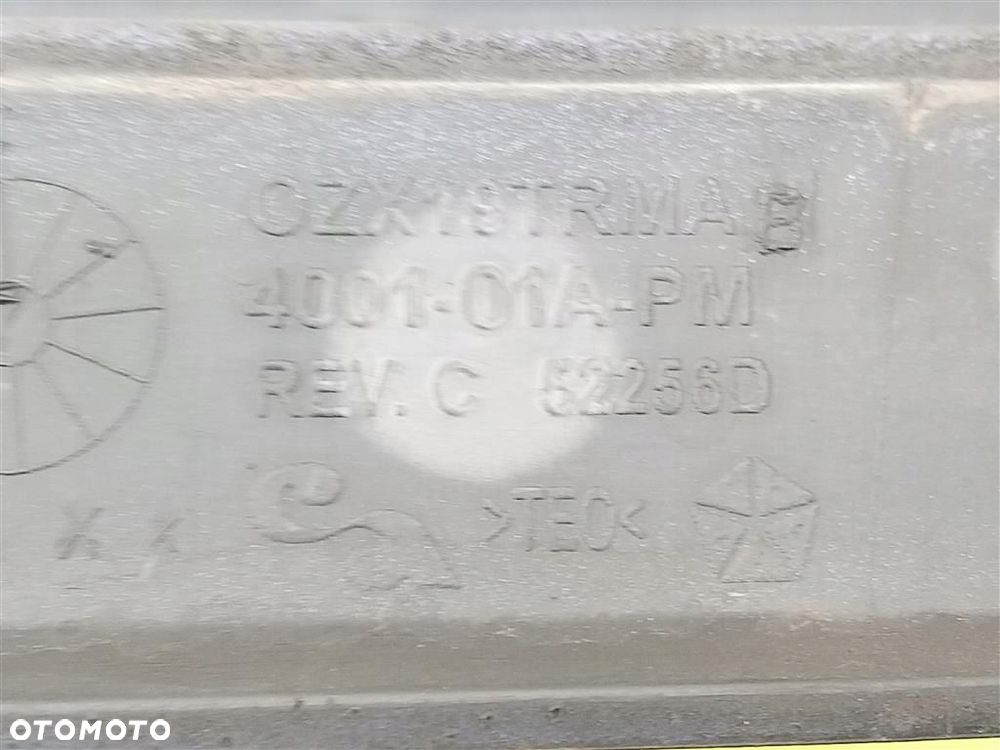 OZX19TRMA B
4001-01A-PM
REV. C 52256D
>TEO<
OTOMOTO